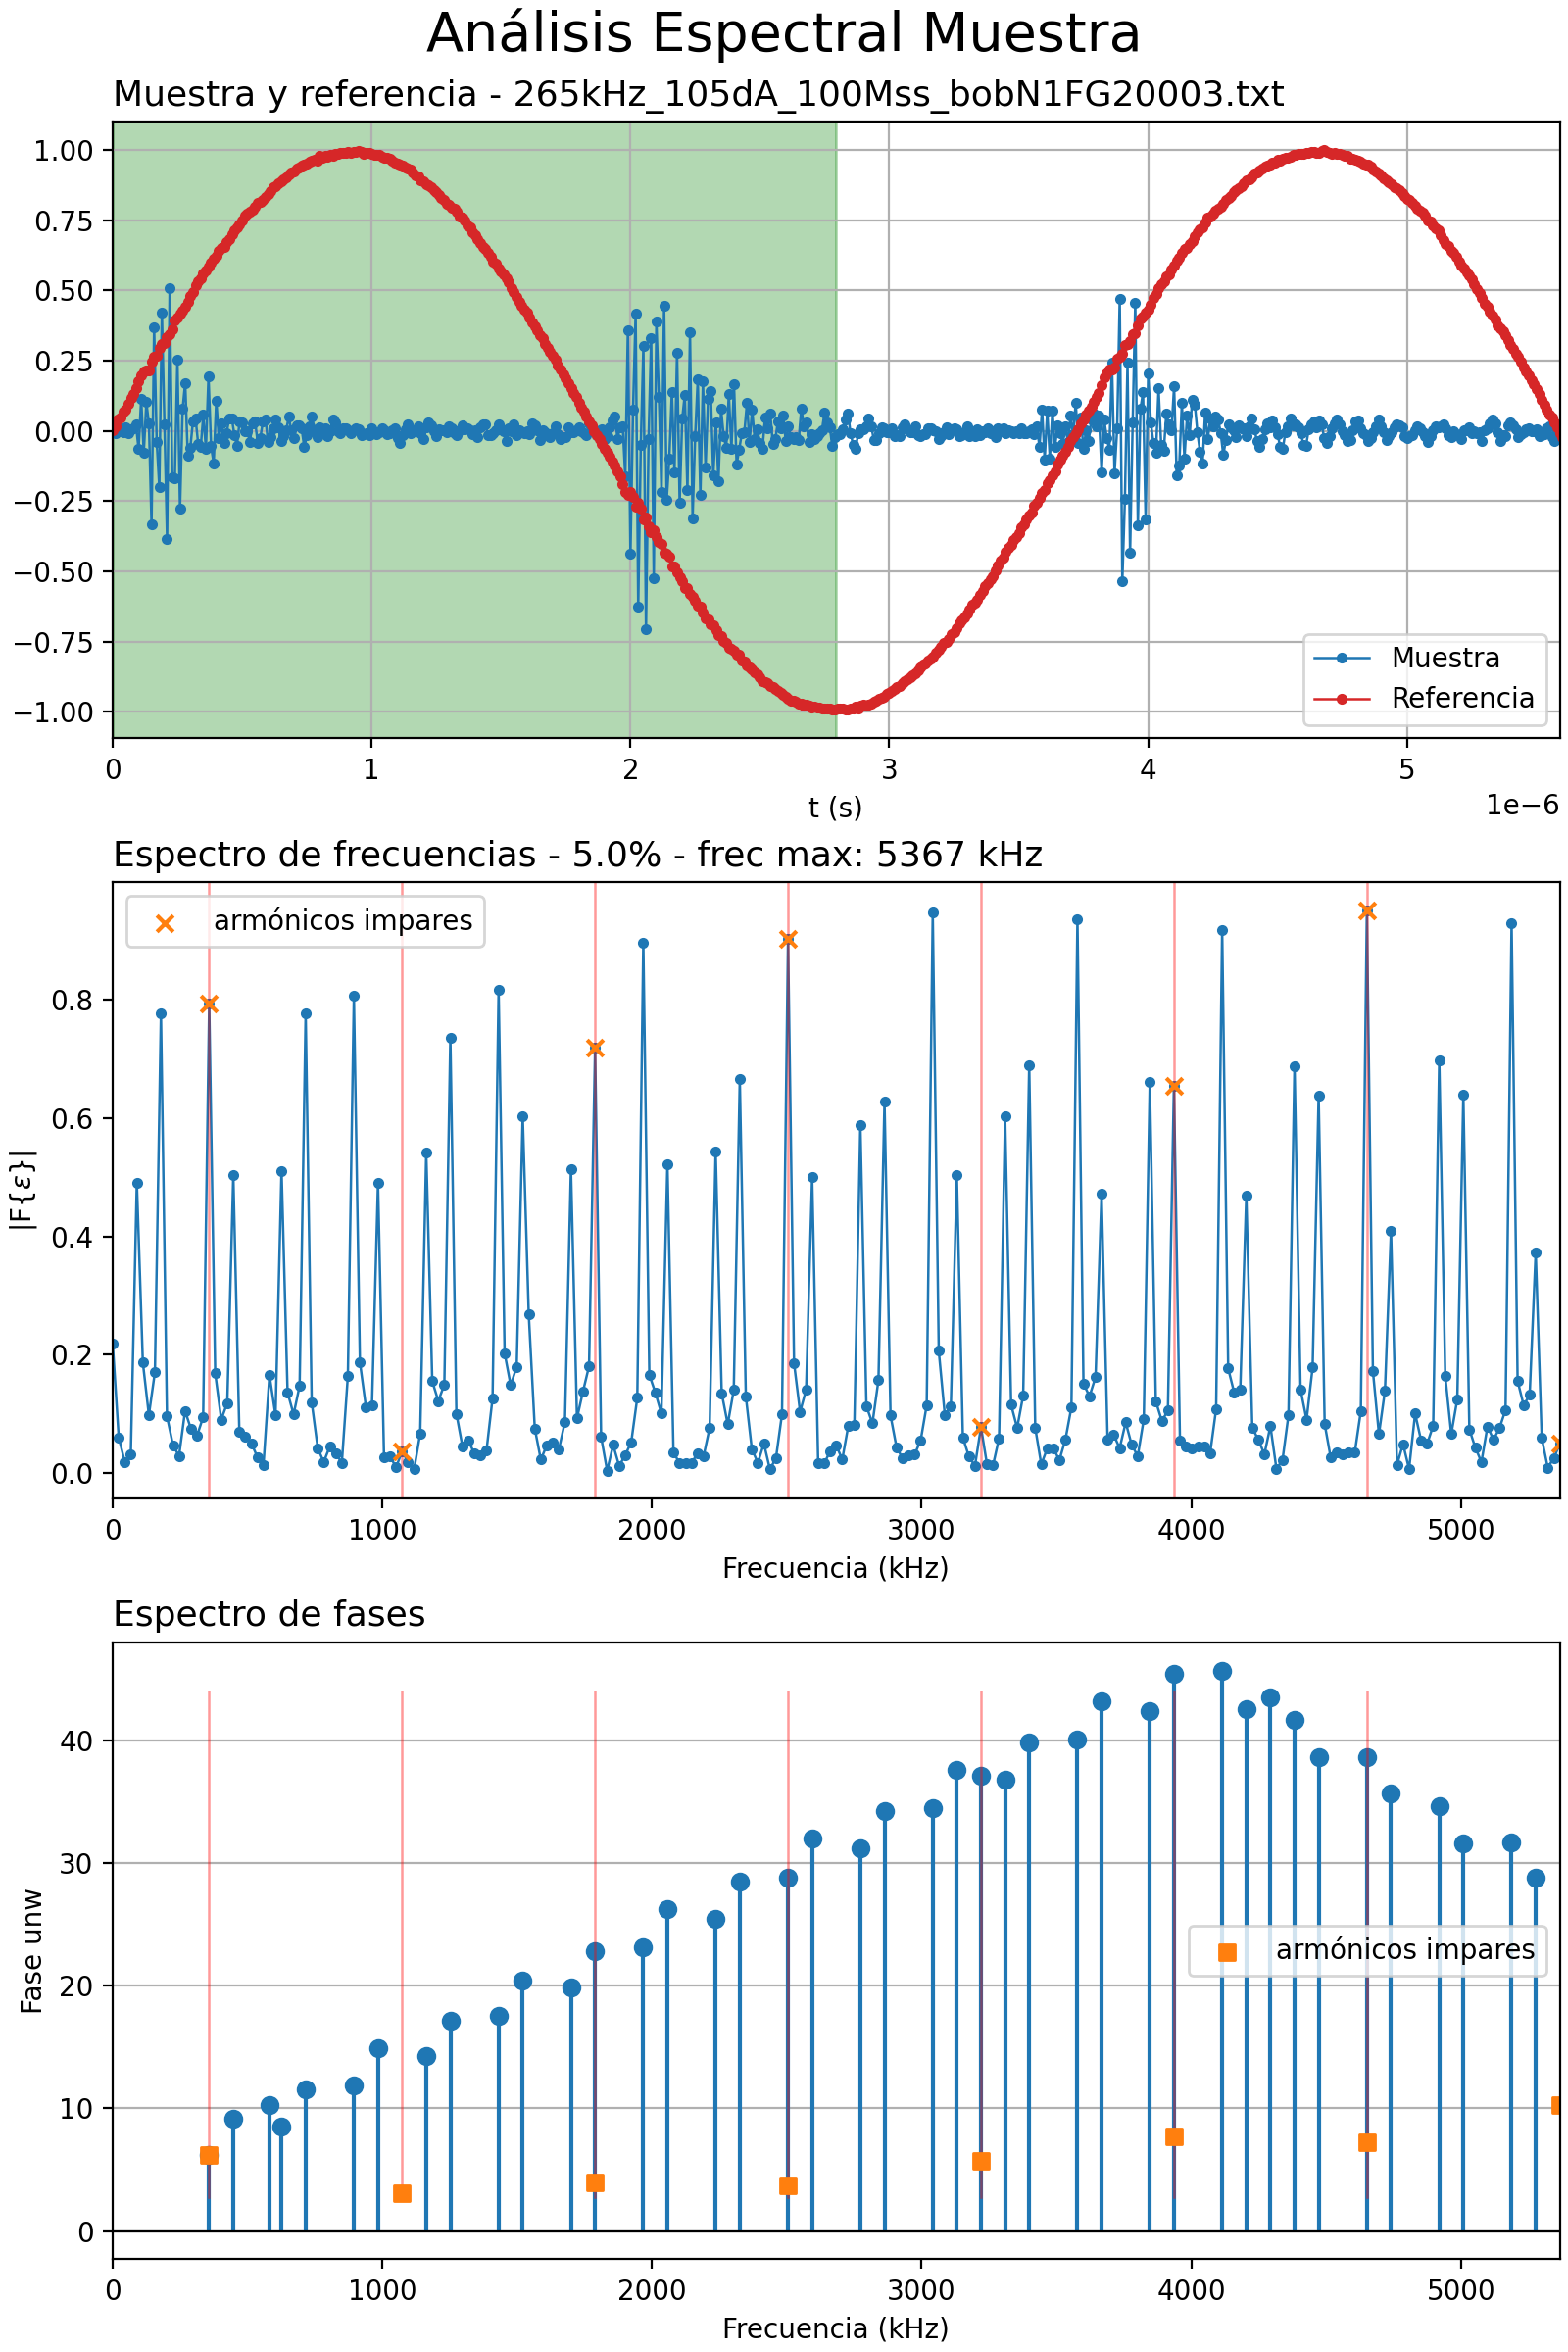 Análisis Espectral Muestra
Muestra y referencia - 265kHz_105dA_100Mss_bobN1FG20003.txt
1.00
0.75
0.50
0.25
0.00
−0.25
−0.50
−0.75
−1.00
Muestra
Referencia
0 1 2 3 4 5
1e−6
t (s)
Espectro de frecuencias - 5.0% - frec max: 5367 kHz
armónicos impares
|F{ε}|
0.8
0.6
0.4
0.2
0.0
0 1000 2000 3000 4000 5000
Frecuencia (kHz)
Espectro de fases
Fase unw
40
30
20
10
0
armónicos impares
0 1000 2000 3000 4000 5000
Frecuencia (kHz)